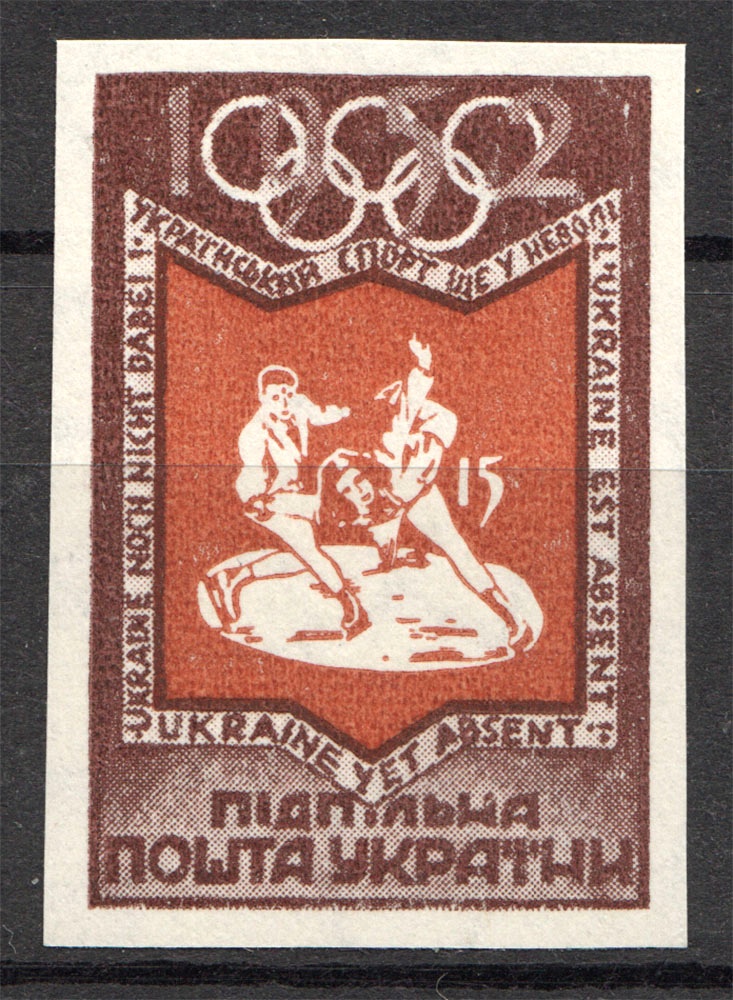 1952
УКРАЇНСЬКИЙ СПОРТ ЩЕ У НЕВОЛІ
UKRAINE NOCH NICHT DABEI!
L'UKRAINE EST ABSENT!
15
UKRAINE YET ABSENT!
ПІДПІЛЬНА
ПОШТА УКРАЇНИ